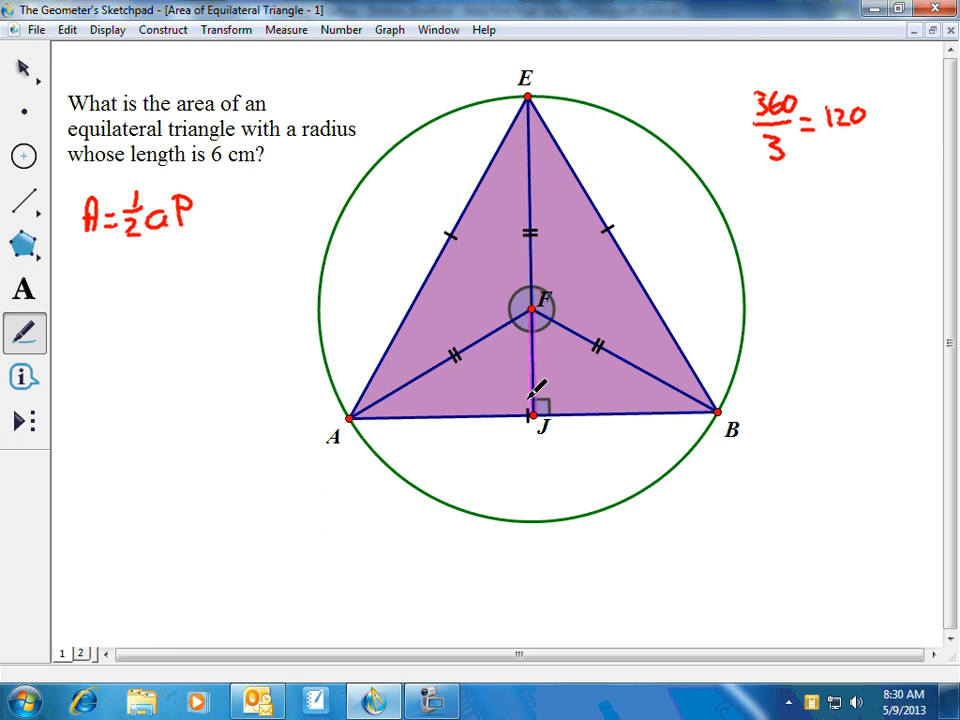 The Geometer's Sketchpad - [Area of Equilateral Triangle - 1]
File Edit Display Construct Transform Measure Number Graph Window Help
What is the area of an
equilateral triangle with a radius
whose length is 6 cm?
A=1/2aP
360/3=120
E
F
A
J
B
A
1 2
8:30 AM
5/9/2013